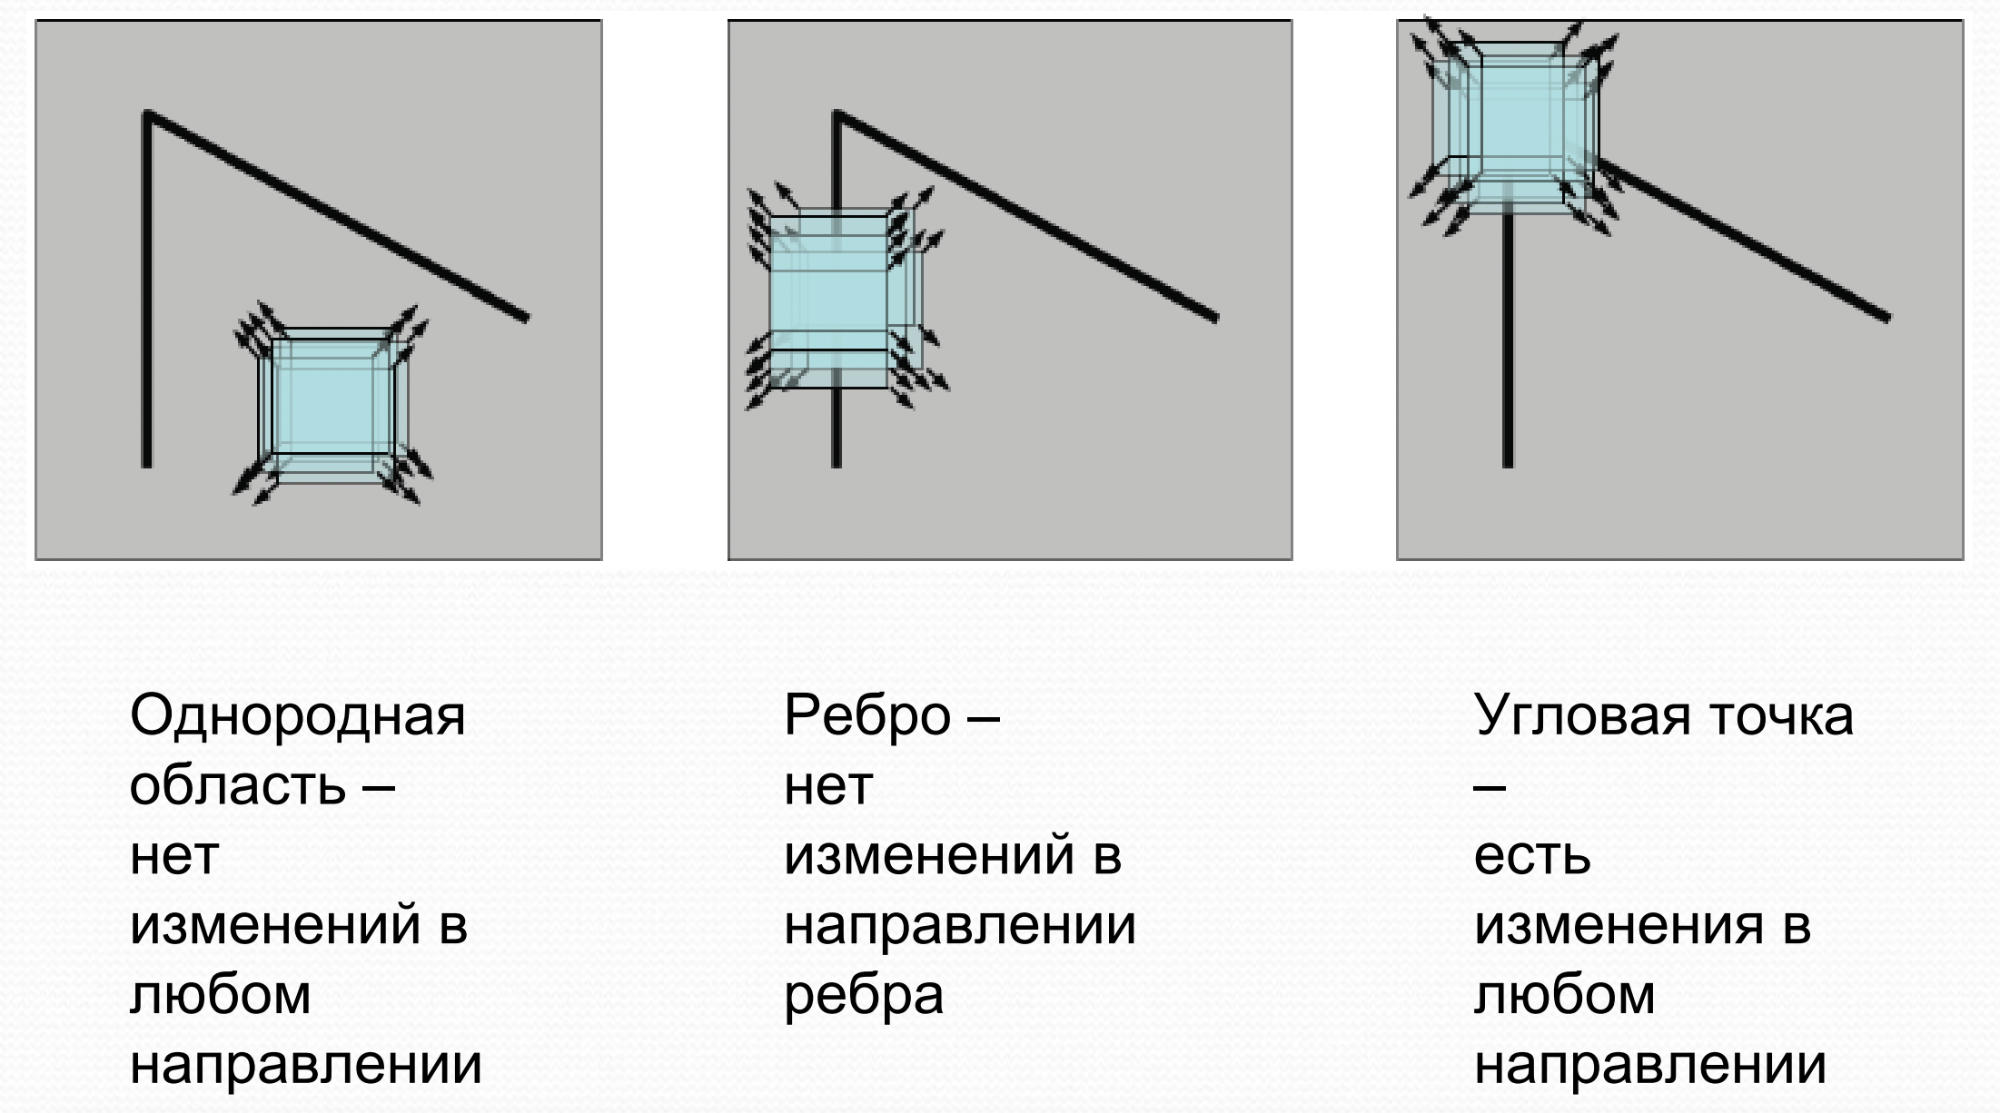 Однородная
область –
нет
изменений в
любом
направлении
Ребро –
нет
изменений в
направлении
ребра
Угловая точка
–
есть
изменения в
любом
направлении